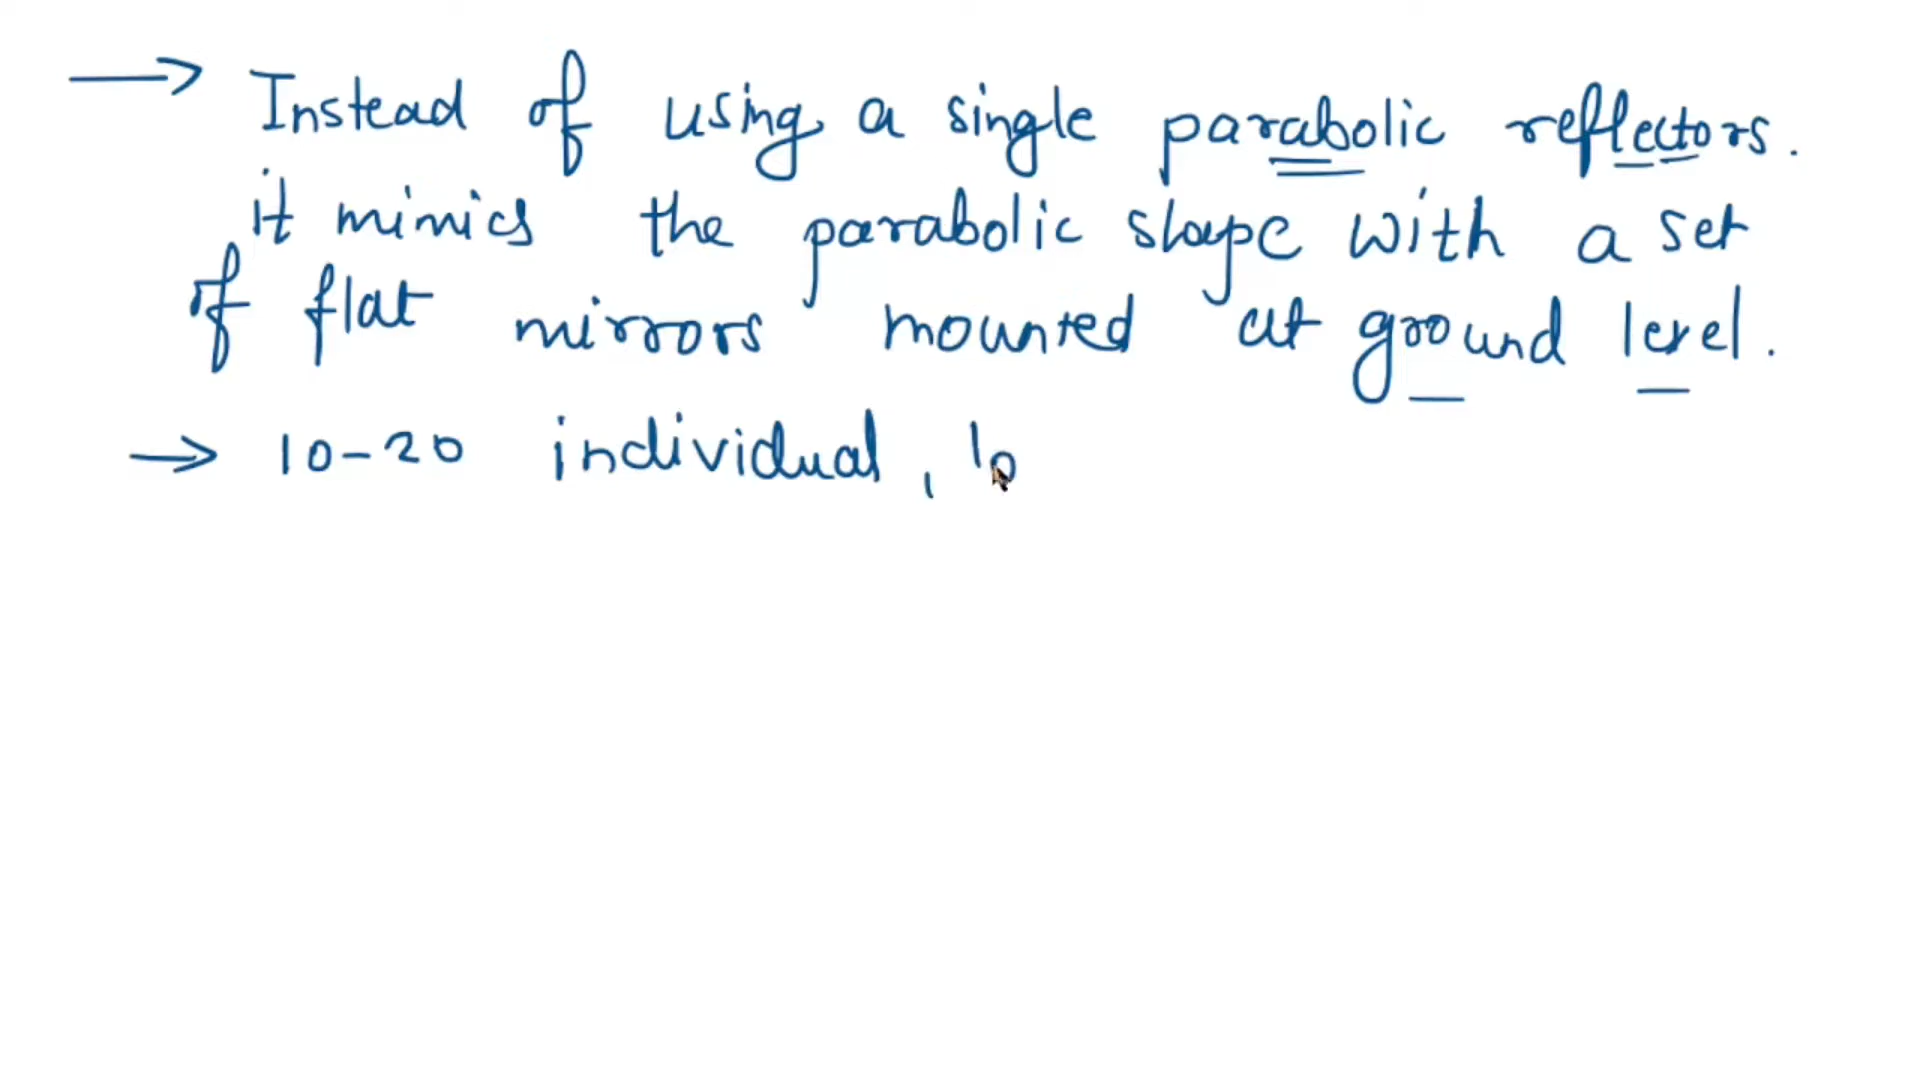 → Instead of using a single parabolic reflectors.
it mimics the parabolic shape with a set
of flat mirrors mounted at ground level.
→ 10-20 individual, lo